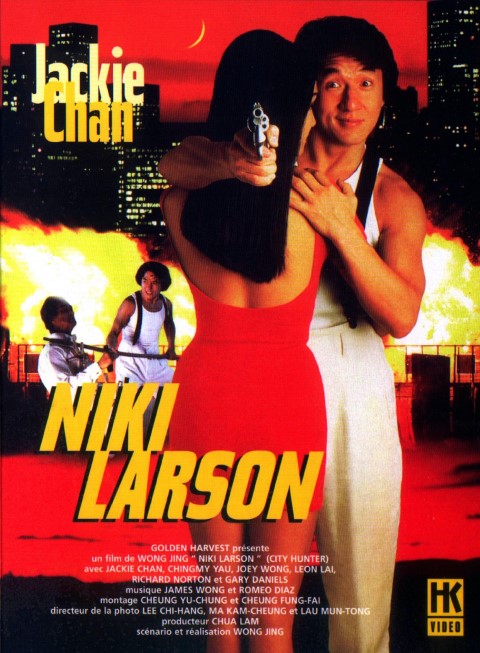 Jackie
Chan
NIKI
LARSON
GOLDEN HARVEST présente
un film de WONG JING " NIKI LARSON " (CITY HUNTER)
avec JACKIE CHAN, CHINGMY YAU, JOEY WONG, LEON LAI,
RICHARD NORTON et GARY DANIELS
musique JAMES WONG et ROMEO DIAZ
montage CHEUNG YU-CHUNG et CHEUNG FUNG-FAI
directeur de la photo LEE CHI-HANG, MA KAM-CHEUNG et LAU MUN-TONG
producteur CHUA LAM
scénario et réalisation WONG JING
HK
VIDEO